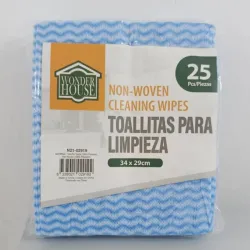 WONDER
HOUSE
NON-WOVEN
CLEANING WIPES
25
Pcs/Piezas
TOALLITAS PARA
LIMPIEZA
34 x 29cm